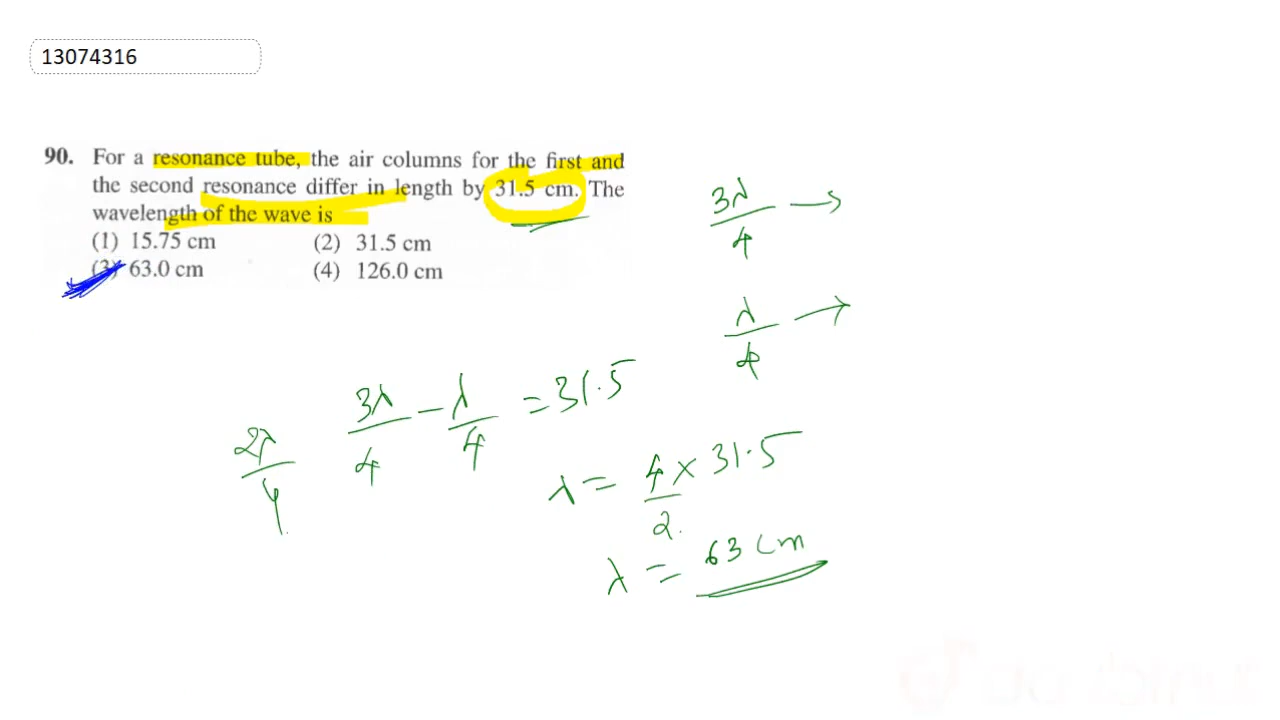 13074316
90. For a resonance tube, the air columns for the first and
the second resonance differ in length by 31.5 cm. The
wavelength of the wave is
(1) 15.75 cm (2) 31.5 cm
(3) 63.0 cm (4) 126.0 cm
3λ/4 →
λ/4 →
2λ/4
3λ/4 - λ/4 = 31.5
λ = 4/2 × 31.5
λ = 63 cm